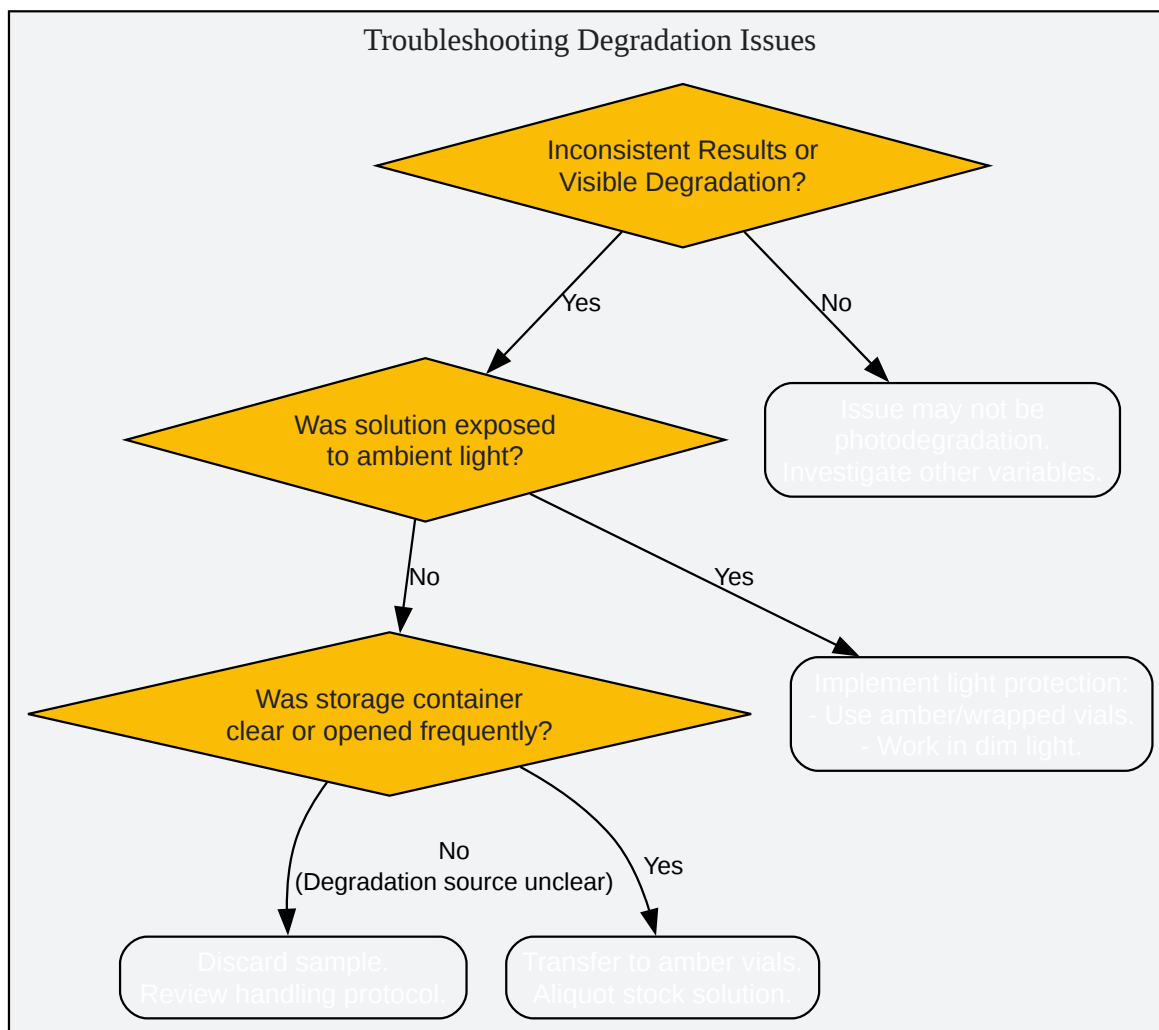 Troubleshooting Degradation Issues
Inconsistent Results or
Visible Degradation?
Yes
No
Was solution exposed
to ambient light?
Issue may not be
photodegradation.
Investigate other variables.
No
Yes
Was storage container
clear or opened frequently?
Implement light protection:
- Use amber/wrapped vials.
- Work in dim light.
No
(Degradation source unclear)
Yes
Discard sample.
Review handling protocol.
Transfer to amber vials.
Aliquot stock solution.